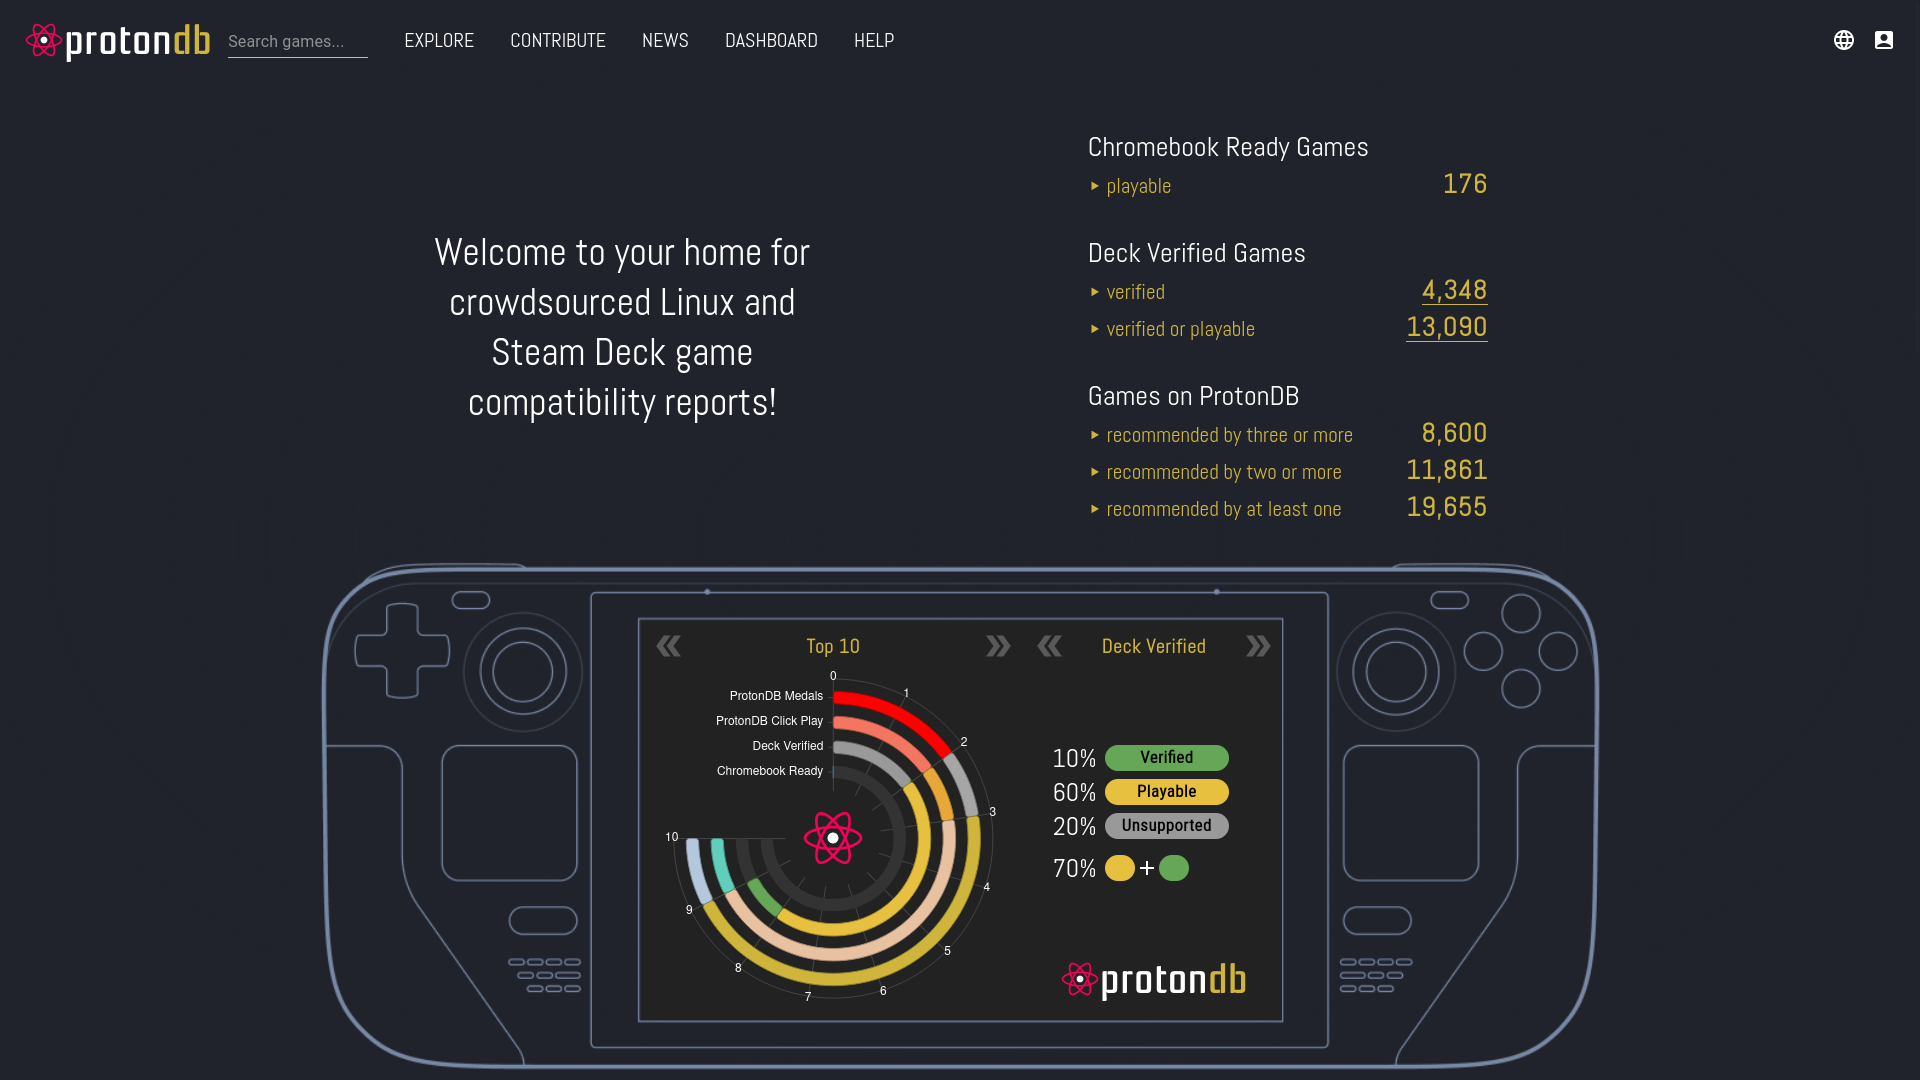 protondb
Search games...
EXPLORE
CONTRIBUTE
NEWS
DASHBOARD
HELP
Welcome to your home for
crowdsourced Linux and
Steam Deck game
compatibility reports!
Chromebook Ready Games
playable 176
Deck Verified Games
verified 4,348
verified or playable 13,090
Games on ProtonDB
recommended by three or more 8,600
recommended by two or more 11,861
recommended by at least one 19,655
Top 10
0
1
2
3
4
5
6
7
8
9
10
ProtonDB Medals
ProtonDB Click Play
Deck Verified
Chromebook Ready
Deck Verified
10% Verified
60% Playable
20% Unsupported
70% +
protondb